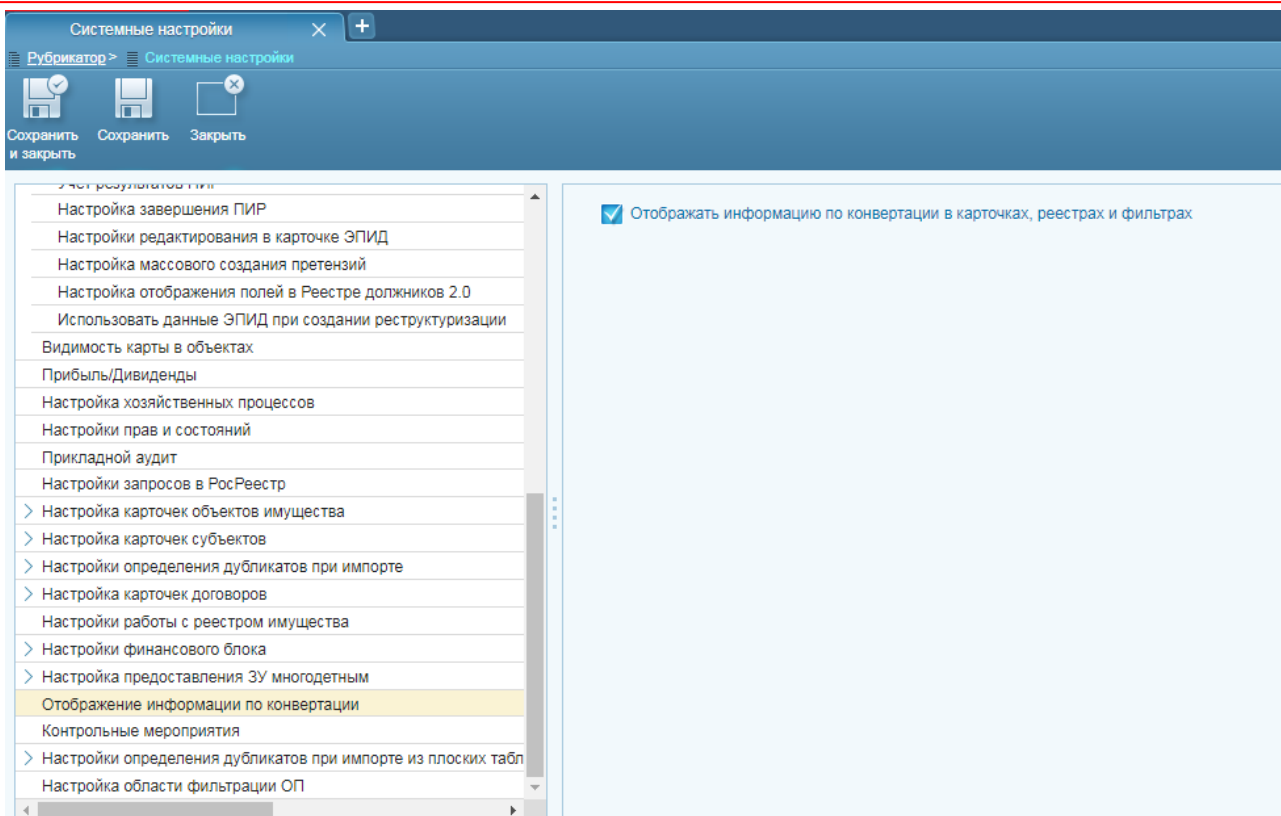 Системные настройки
Рубрикатор > Системные настройки
Сохранить и закрыть
Сохранить
Закрыть
Учет результатов ПИР
Настройка завершения ПИР
Настройки редактирования в карточке ЭПИД
Настройка массового создания претензий
Настройка отображения полей в Реестре должников 2.0
Использовать данные ЭПИД при создании реструктуризации
Видимость карты в объектах
Прибыль/Дивиденды
Настройка хозяйственных процессов
Настройки прав и состояний
Прикладной аудит
Настройки запросов в РосРеестр
Настройка карточек объектов имущества
Настройка карточек субъектов
Настройки определения дубликатов при импорте
Настройка карточек договоров
Настройки работы с реестром имущества
Настройки финансового блока
Настройка предоставления ЗУ многодетным
Отображение информации по конвертации
Контрольные мероприятия
Настройки определения дубликатов при импорте из плоских табл
Настройка области фильтрации ОП
Отображать информацию по конвертации в карточках, реестрах и фильтрах